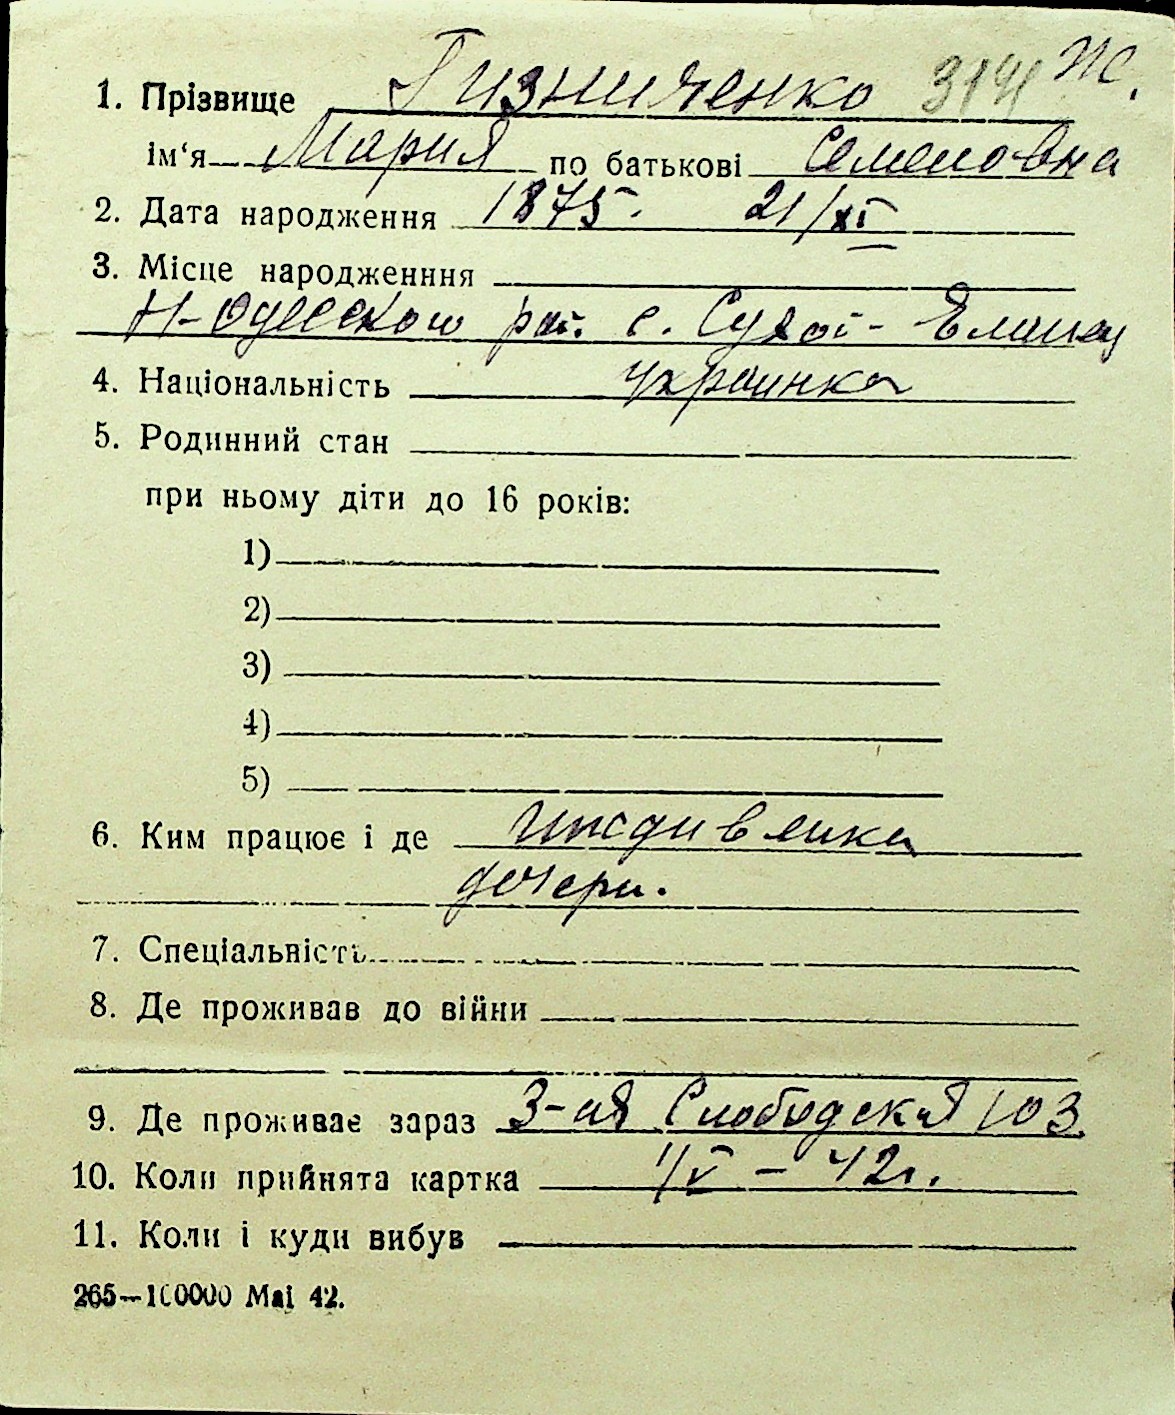 1. Прізвище Гизниченко 314 Ж.
ім‘я Мария по батькові Семеновна
2. Дата народження 1875. 21/XI
3. Місце народженння
Н-Одесского рай. с. Сухой-Еланец
4. Національність украинка
5. Родинний стан
при ньому діти до 16 років:
1)
2)
3)
4)
5)
6. Ким працює і де иждивенка
дочери.
7. Спеціальність
8. Де проживав до війни
9. Де проживає зараз 3-ая Слободская 103
10. Коли прийнята картка 1/V – 42г.
11. Коли і куди вибув
265—100000 Mai 42.